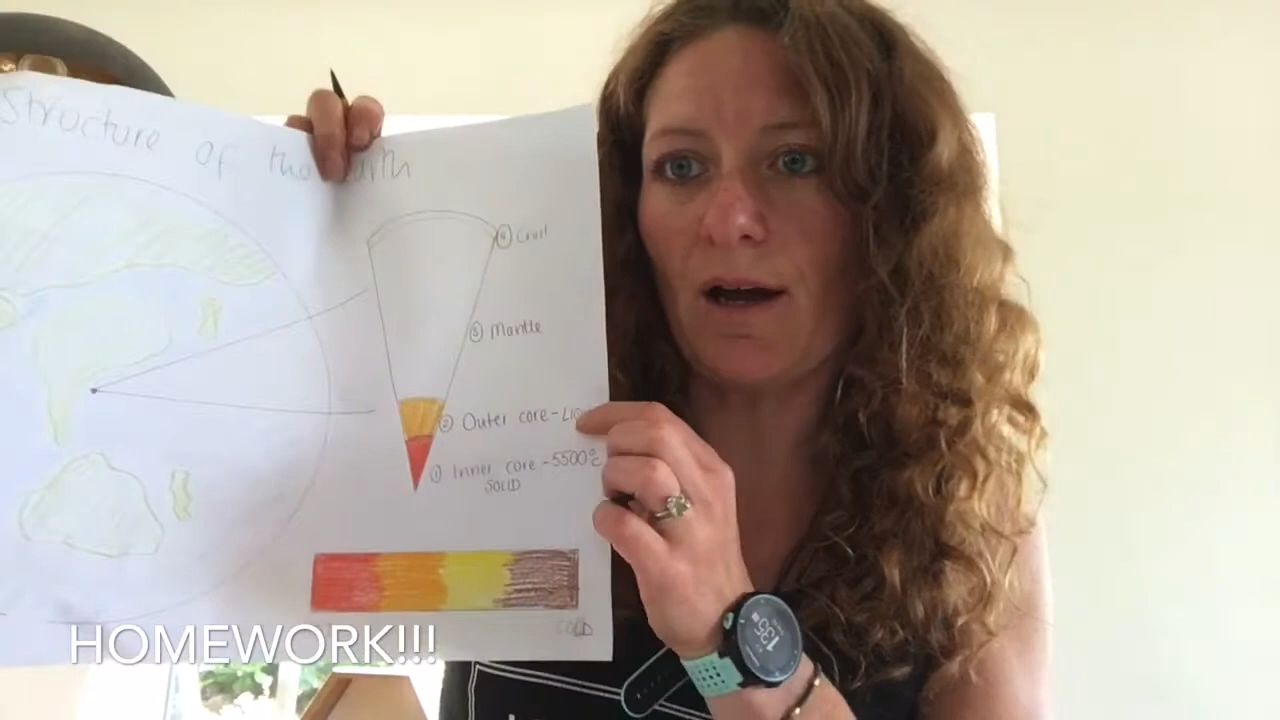 Structure of the
④ Crust
③ Mantle
② Outer core -
① Inner core -5500°c
SOLID
COLD
HOMEWORK!!!